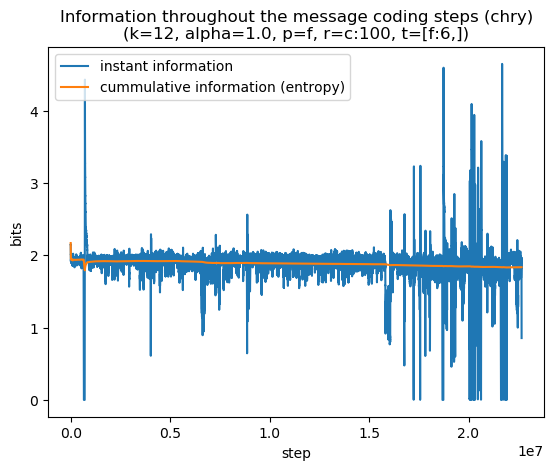 Information throughout the message coding steps (chry)
(k=12, alpha=1.0, p=f, r=c:100, t=[f:6,])
instant information
cummulative information (entropy)
4
3
2
1
0
bits
0.0 0.5 1.0 1.5 2.0
1e7
step